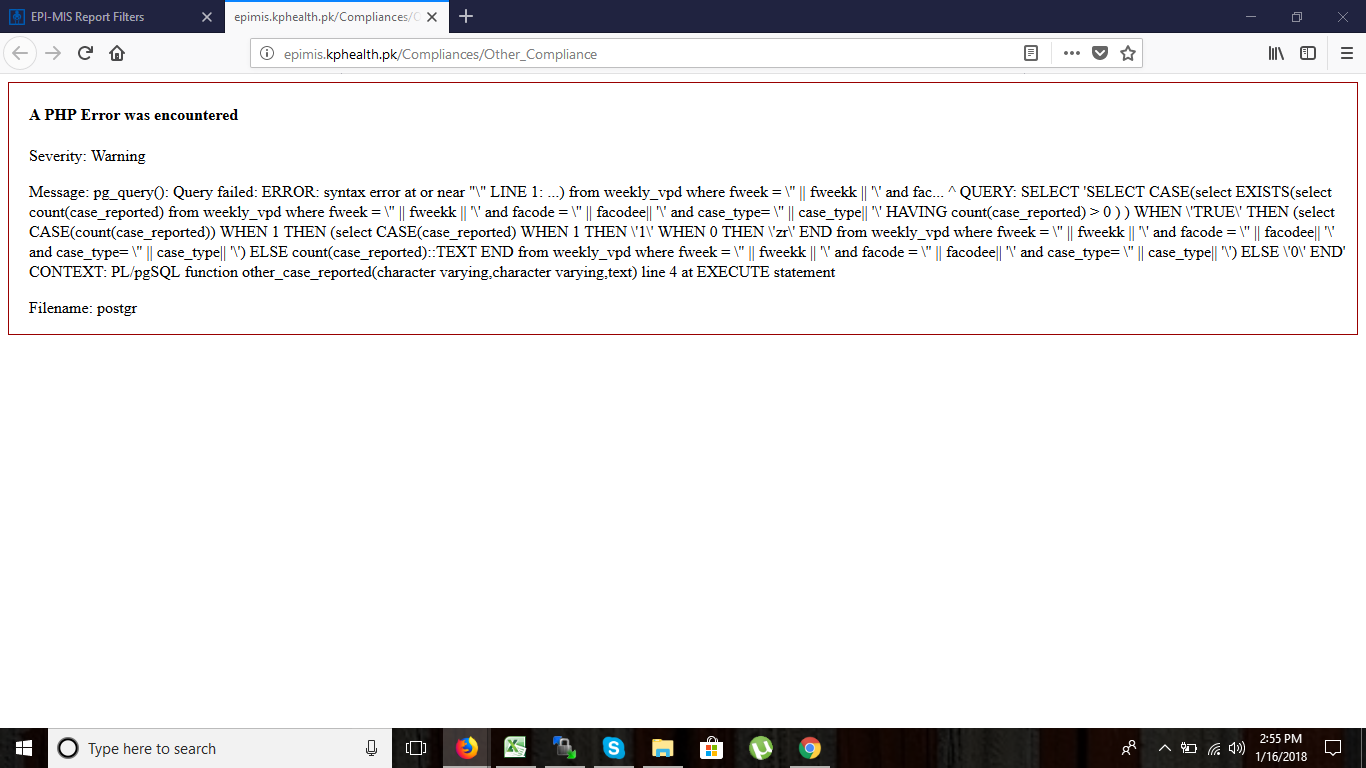 EPI-MIS Report Filters
epimis.kphealth.pk/Compliances/O
epimis.kphealth.pk/Compliances/Other_Compliance
A PHP Error was encountered
Severity: Warning
Message: pg_query(): Query failed: ERROR: syntax error at or near "\" LINE 1: ...) from weekly_vpd where fweek = \'' || fweekk || '\' and fac... ^ QUERY: SELECT 'SELECT CASE(select EXISTS(select
count(case_reported) from weekly_vpd where fweek = \'' || fweekk || '\' and facode = \'' || facodee|| '\' and case_type= \'' || case_type|| '\' HAVING count(case_reported) > 0 ) ) WHEN \'TRUE\' THEN (select
CASE(count(case_reported)) WHEN 1 THEN (select CASE(case_reported) WHEN 1 THEN \'1\' WHEN 0 THEN \'zr\' END from weekly_vpd where fweek = \'' || fweekk || '\' and facode = \'' || facodee|| '\'
and case_type= \'' || case_type|| '\') ELSE count(case_reported)::TEXT END from weekly_vpd where fweek = \'' || fweekk || '\' and facode = \'' || facodee|| '\' and case_type= \'' || case_type|| '\') ELSE \'0\' END'
CONTEXT: PL/pgSQL function other_case_reported(character varying,character varying,text) line 4 at EXECUTE statement
Filename: postgr
Type here to search
2:55 PM
1/16/2018